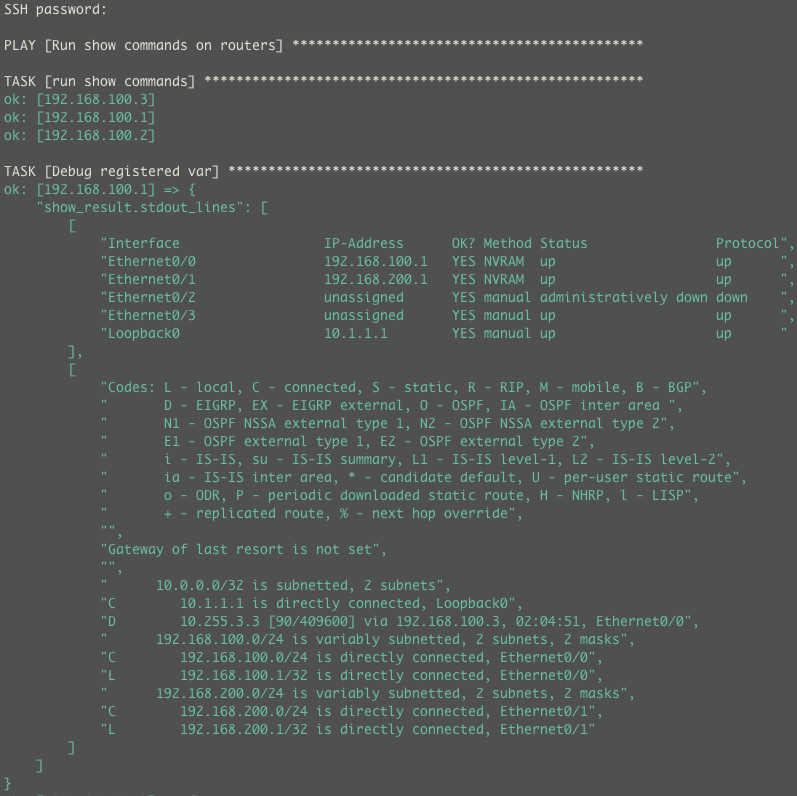 SSH password:
PLAY [Run show commands on routers] ********************************************
TASK [run show commands] *******************************************************
ok: [192.168.100.3]
ok: [192.168.100.1]
ok: [192.168.100.2]
TASK [Debug registered var] ****************************************************
ok: [192.168.100.1] => {
    "show_result.stdout_lines": [
        [
            "Interface                  IP-Address      OK? Method Status                Protocol",
            "Ethernet0/0                192.168.100.1   YES NVRAM  up                    up      ",
            "Ethernet0/1                192.168.200.1   YES NVRAM  up                    up      ",
            "Ethernet0/2                unassigned      YES manual administratively down down    ",
            "Ethernet0/3                unassigned      YES manual up                    up      ",
            "Loopback0                  10.1.1.1        YES manual up                    up      "
        ],
        [
            "Codes: L - local, C - connected, S - static, R - RIP, M - mobile, B - BGP",
            "       D - EIGRP, EX - EIGRP external, O - OSPF, IA - OSPF inter area ",
            "       N1 - OSPF NSSA external type 1, N2 - OSPF NSSA external type 2",
            "       E1 - OSPF external type 1, E2 - OSPF external type 2",
            "       i - IS-IS, su - IS-IS summary, L1 - IS-IS level-1, L2 - IS-IS level-2",
            "       ia - IS-IS inter area, * - candidate default, U - per-user static route",
            "       o - ODR, P - periodic downloaded static route, H - NHRP, l - LISP",
            "       + - replicated route, % - next hop override",
            "",
            "Gateway of last resort is not set",
            "",
            "      10.0.0.0/32 is subnetted, 2 subnets",
            "C        10.1.1.1 is directly connected, Loopback0",
            "D        10.255.3.3 [90/409600] via 192.168.100.3, 02:04:51, Ethernet0/0",
            "      192.168.100.0/24 is variably subnetted, 2 subnets, 2 masks",
            "C        192.168.100.0/24 is directly connected, Ethernet0/0",
            "L        192.168.100.1/32 is directly connected, Ethernet0/0",
            "      192.168.200.0/24 is variably subnetted, 2 subnets, 2 masks",
            "C        192.168.200.0/24 is directly connected, Ethernet0/1",
            "L        192.168.200.1/32 is directly connected, Ethernet0/1"
        ]
    ]
}